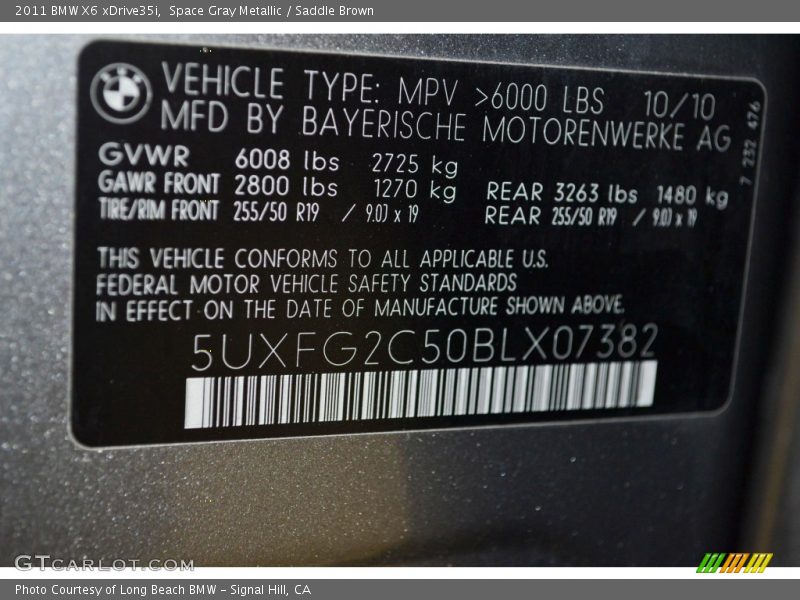 2011 BMW X6 xDrive35i, Space Gray Metallic / Saddle Brown
BMW
VEHICLE TYPE: MPV >6000 LBS 10/10
MFD BY BAYERISCHE MOTORENWERKE AG
7 232 476
GVWR 6008 lbs 2725 kg
GAWR FRONT 2800 lbs 1270 kg REAR 3263 lbs 1480 kg
TIRE/RIM FRONT 255/50 R19 / 9.0J x 19 REAR 255/50 R19 / 9.0J x 19
THIS VEHICLE CONFORMS TO ALL APPLICABLE U.S.
FEDERAL MOTOR VEHICLE SAFETY STANDARDS
IN EFFECT ON THE DATE OF MANUFACTURE SHOWN ABOVE.
5UXFG2C50BLX07382
GTcarlot.com
Photo Courtesy of Long Beach BMW - Signal Hill, CA